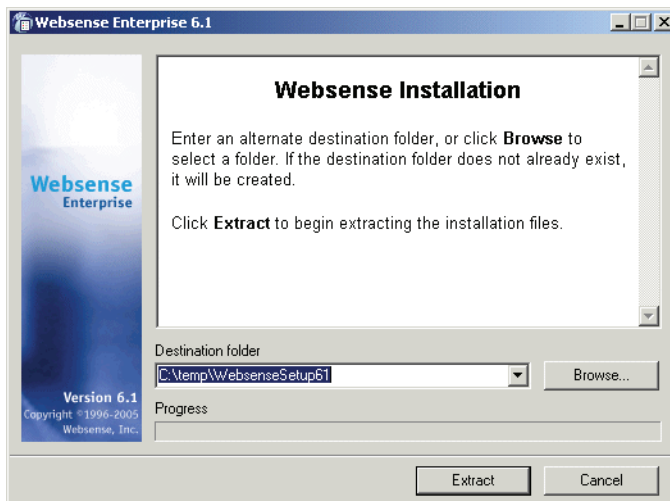 Websense Enterprise 6.1
Websense Installation
Enter an alternate destination folder, or click Browse to
select a folder. If the destination folder does not already exist,
it will be created.
Click Extract to begin extracting the installation files.
Websense
Enterprise
Version 6.1
Copyright ©1996-2005
Websense, Inc.
Destination folder
C:\temp\WebsenseSetup61
Browse...
Progress
Extract
Cancel